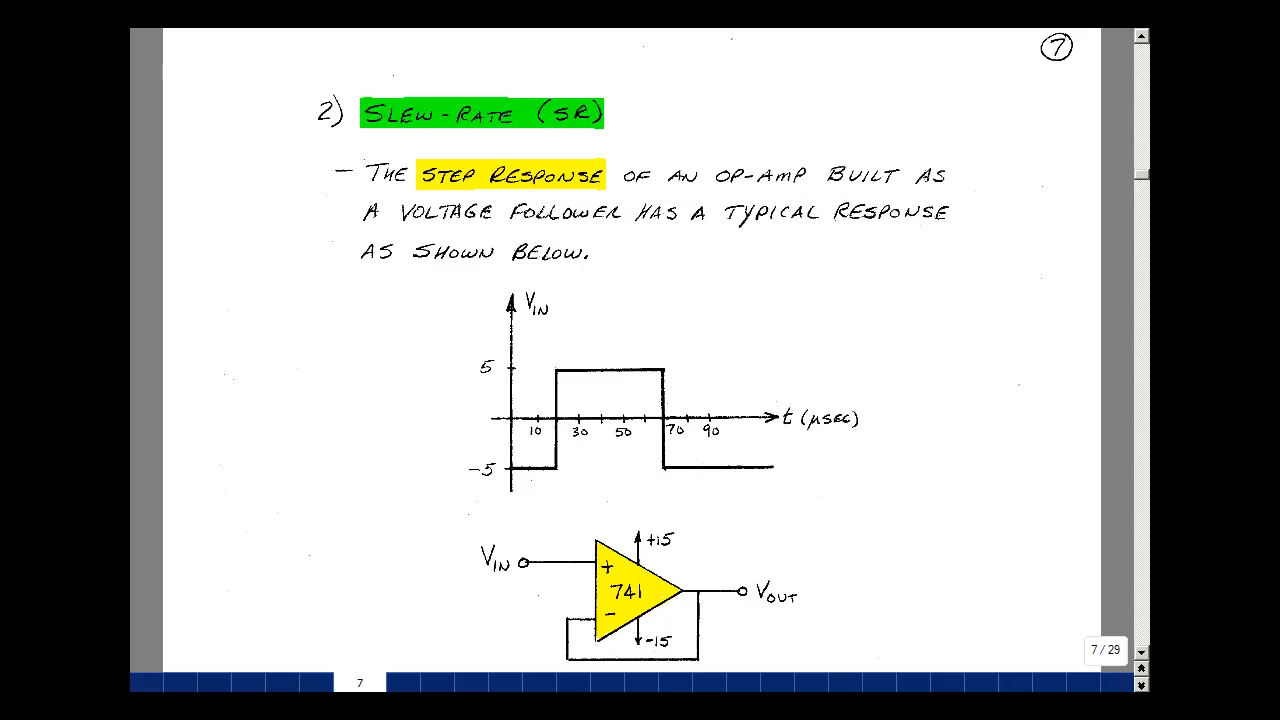 7
2) SLEW-RATE (SR)
- THE STEP RESPONSE OF AN OP-AMP BUILT AS
A VOLTAGE FOLLOWER HAS A TYPICAL RESPONSE
AS SHOWN BELOW.
VIN
5
t (μSEC)
10 30 50 70 90
-5
+15
VIN
+
741
VOUT
-
-15
7 / 29
7